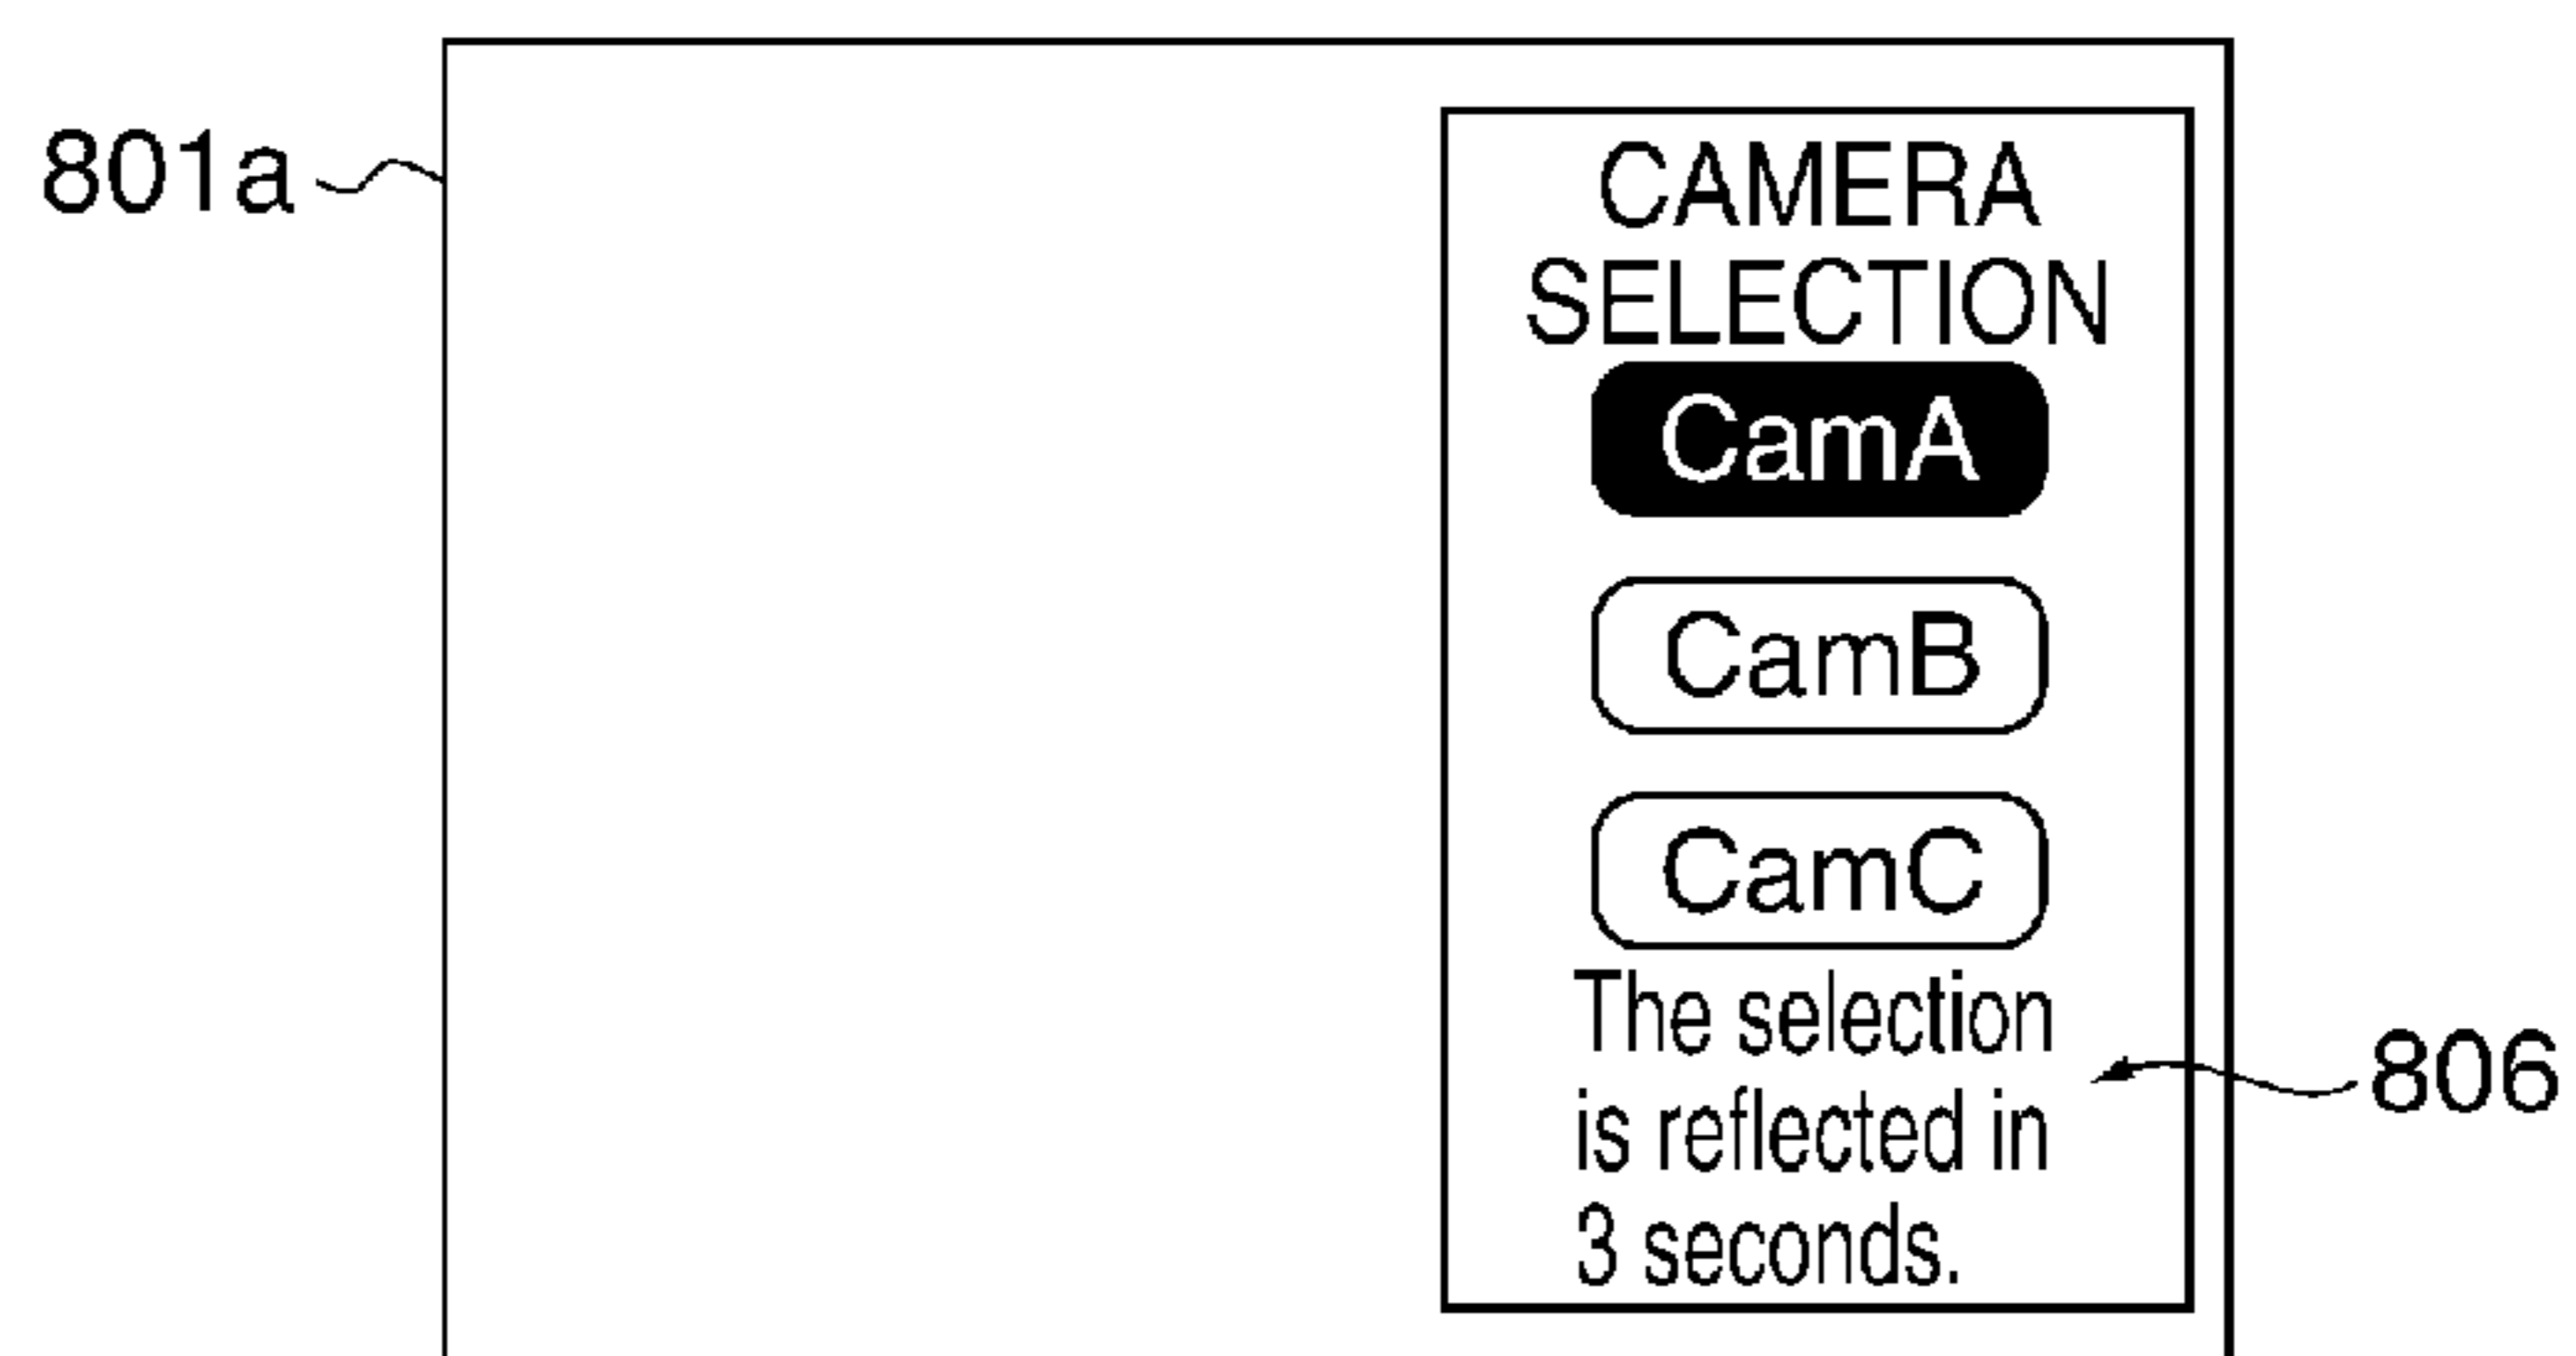 801a
CAMERA
SELECTION
CamA
CamB
CamC
The selection
is reflected in
3 seconds.
806